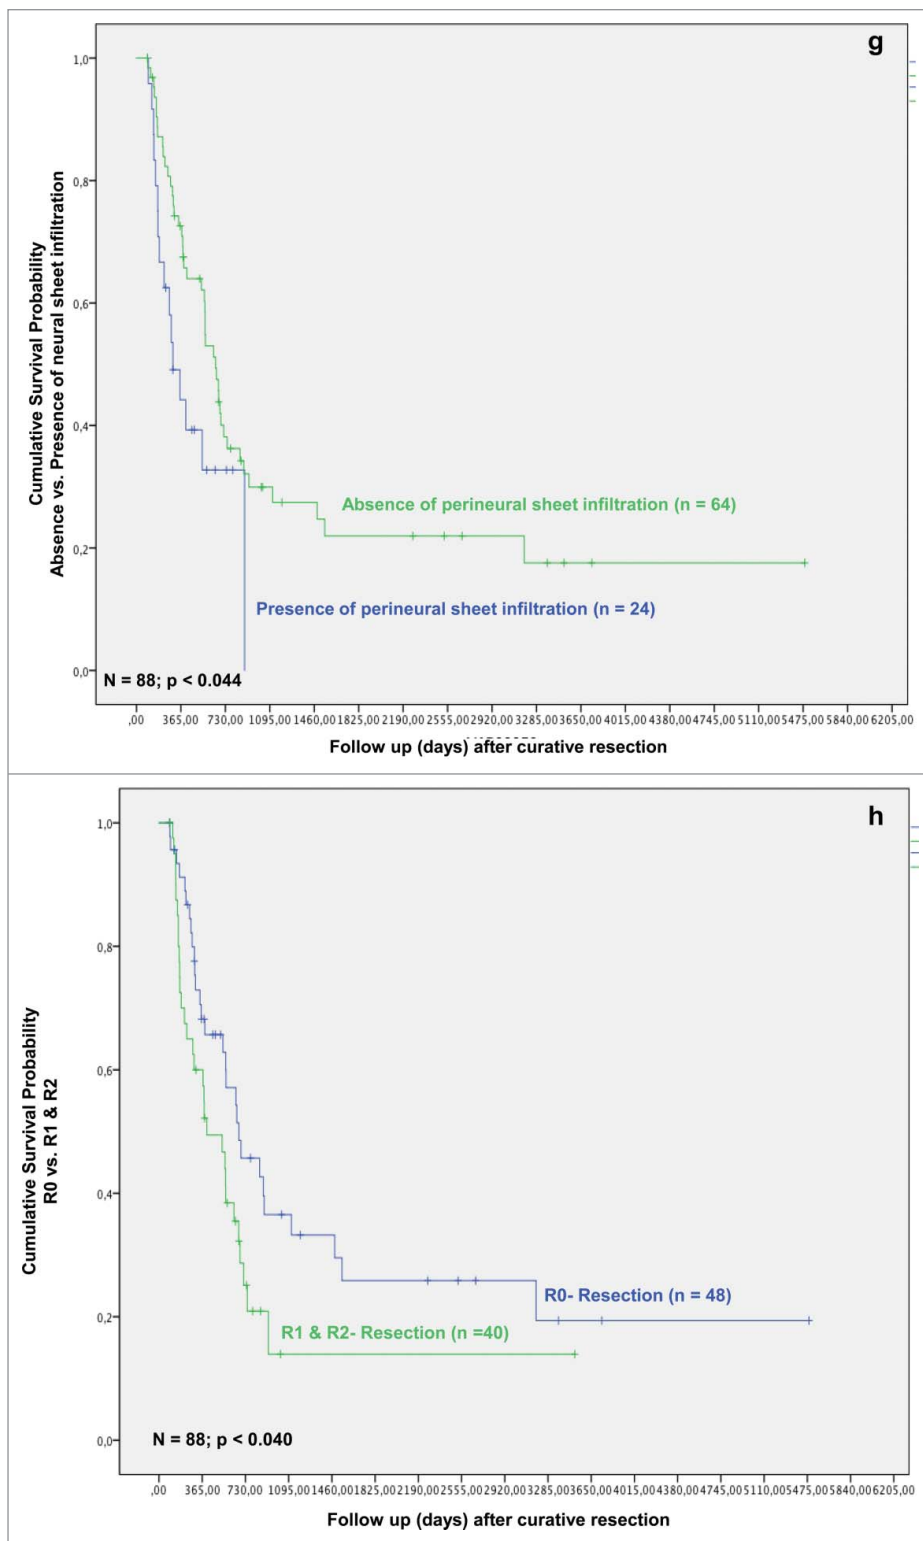 g
Cumulative Survival Probability
Absence vs. Presence of neural sheet infiltration
1,0
0,8
0,6
0,4
0,2
0,0
Absence of perineural sheet infiltration (n = 64)
Presence of perineural sheet infiltration (n = 24)
N = 88; p < 0.044
,00 365,00 730,00 1095,00 1460,00 1825,00 2190,00 2555,00 2920,00 3285,00 3650,00 4015,00 4380,00 4745,00 5110,00 5475,00 5840,00 6205,00
Follow up (days) after curative resection
h
Cumulative Survival Probability
R0 vs. R1 & R2
1,0
0,8
0,6
0,4
0,2
0,0
R0- Resection (n = 48)
R1 & R2- Resection (n =40)
N = 88; p < 0.040
,00 365,00 730,00 1095,00 1460,00 1825,00 2190,00 2555,00 2920,00 3285,00 3650,00 4015,00 4380,00 4745,00 5110,00 5475,00 5840,00 6205,00
Follow up (days) after curative resection